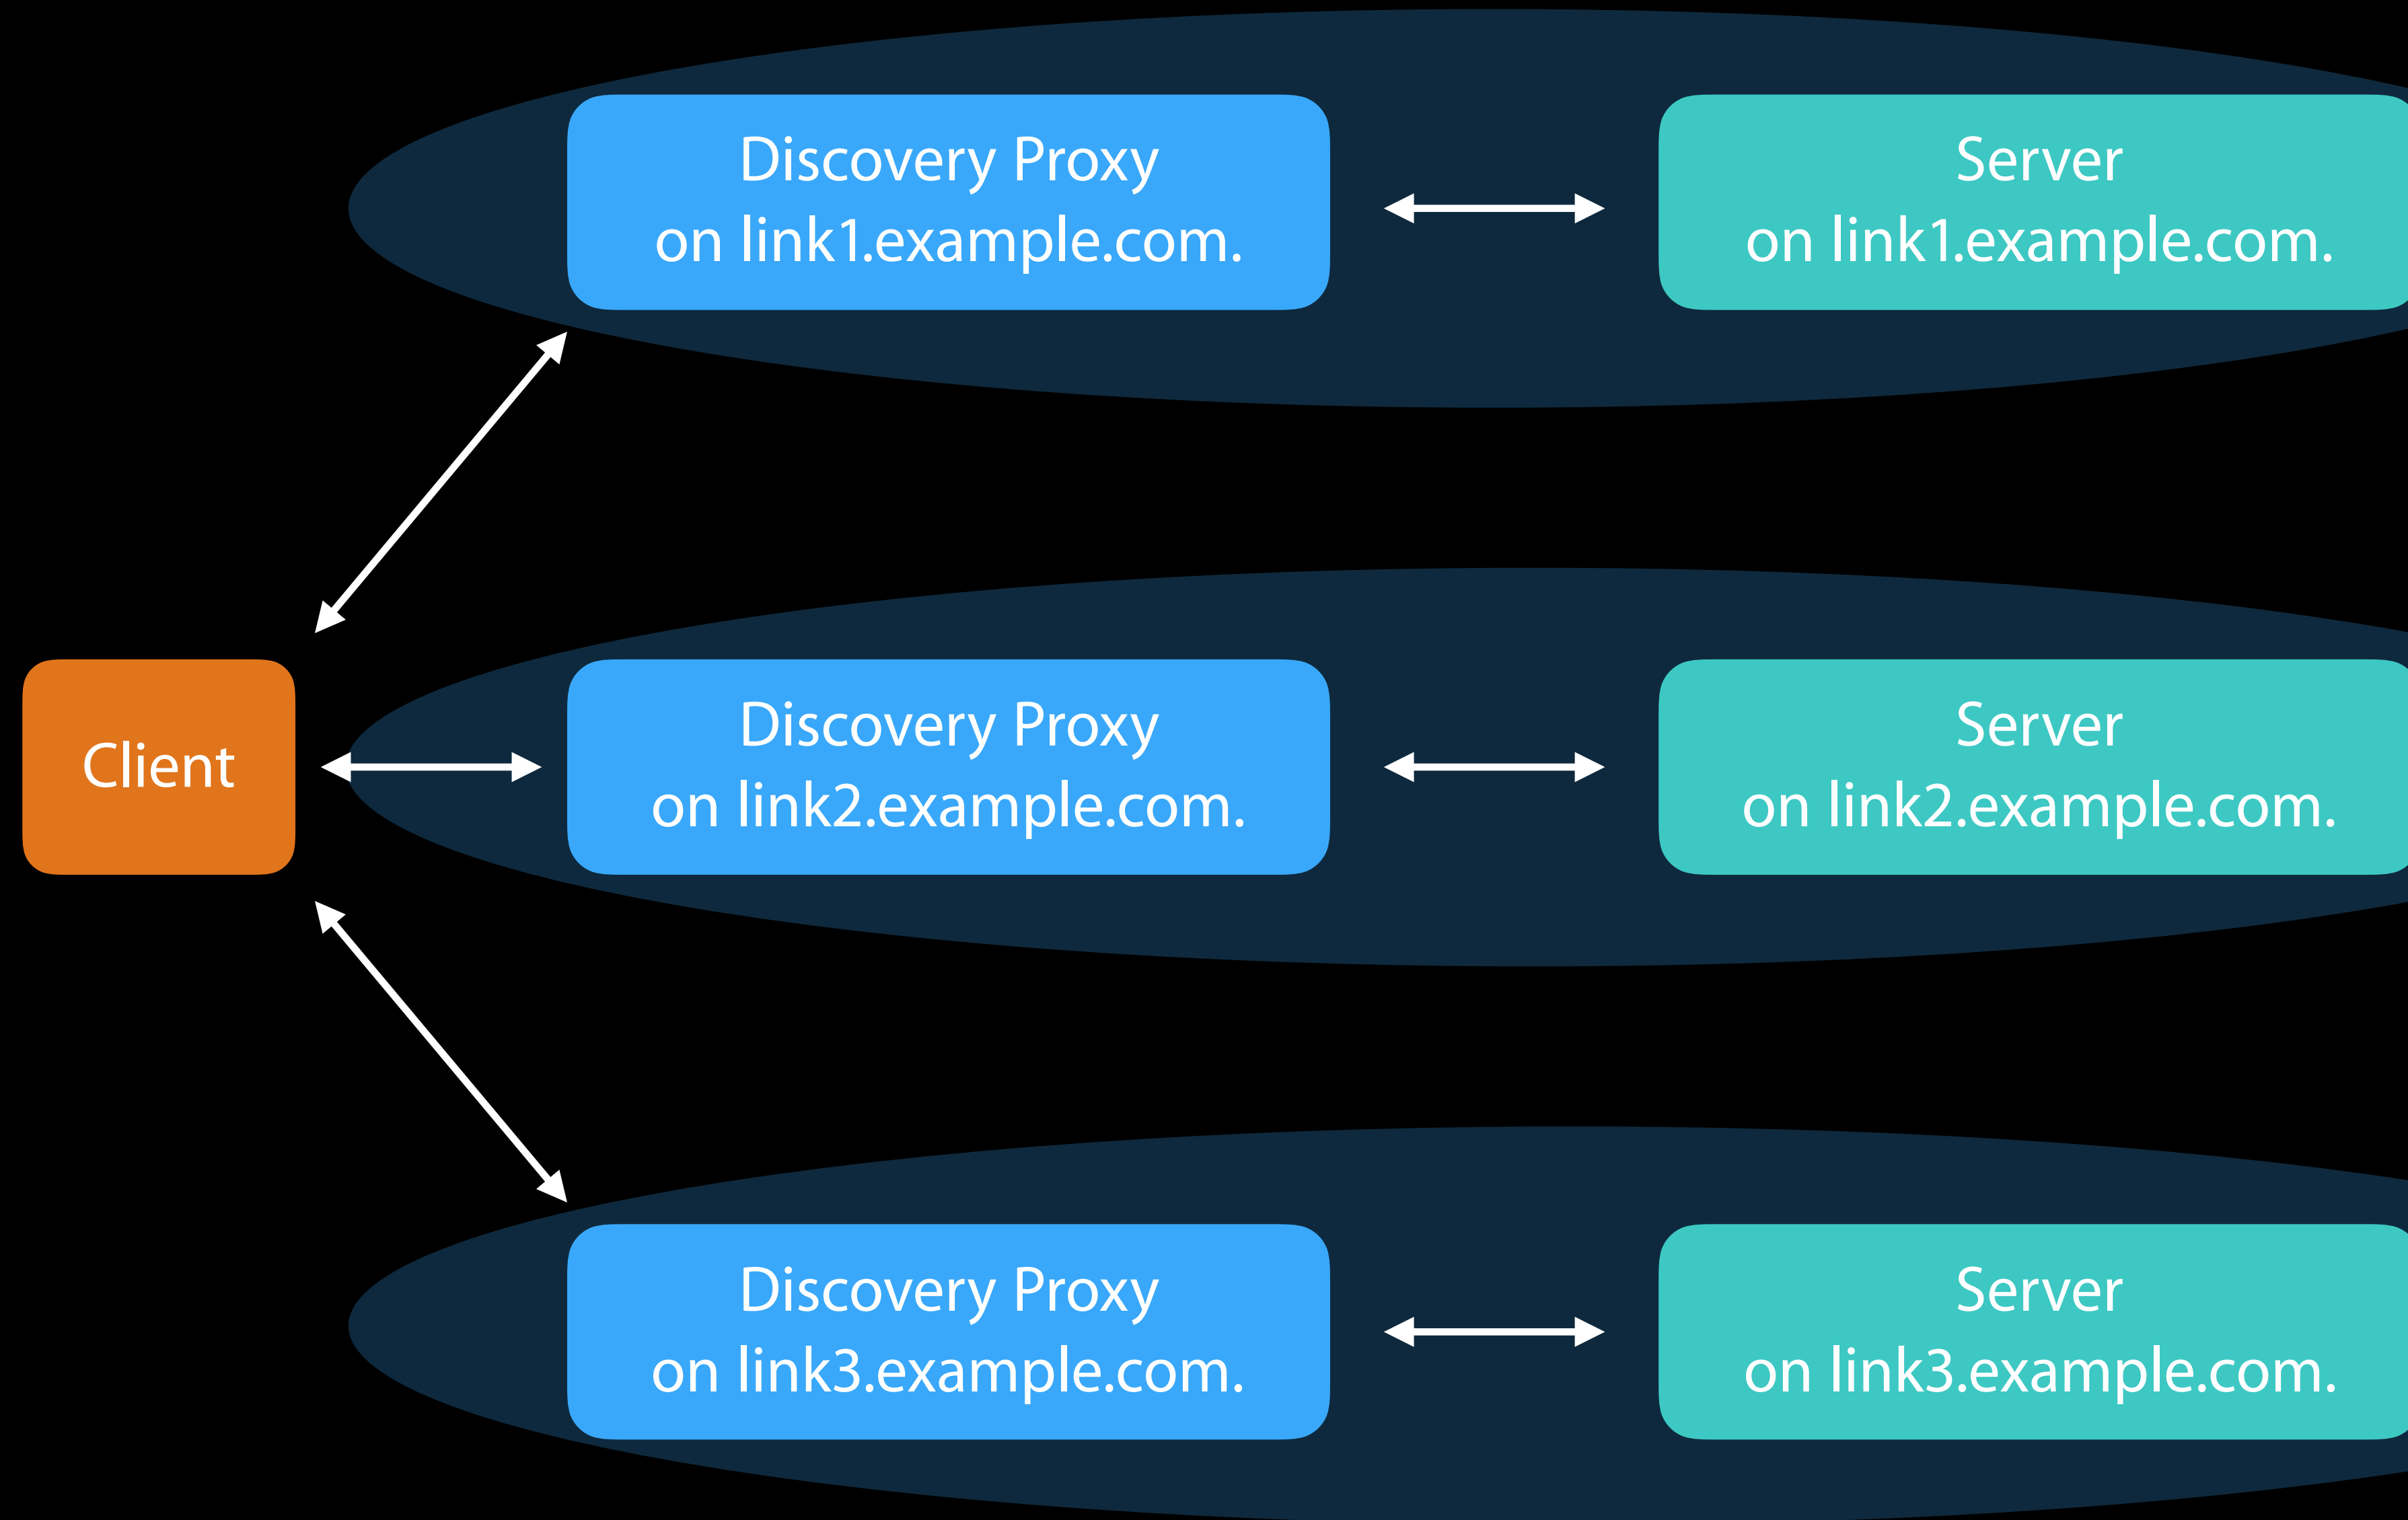 Discovery Proxy
on link1.example.com.
Server
on link1.example.com.
Client
Discovery Proxy
on link2.example.com.
Server
on link2.example.com.
Discovery Proxy
on link3.example.com.
Server
on link3.example.com.